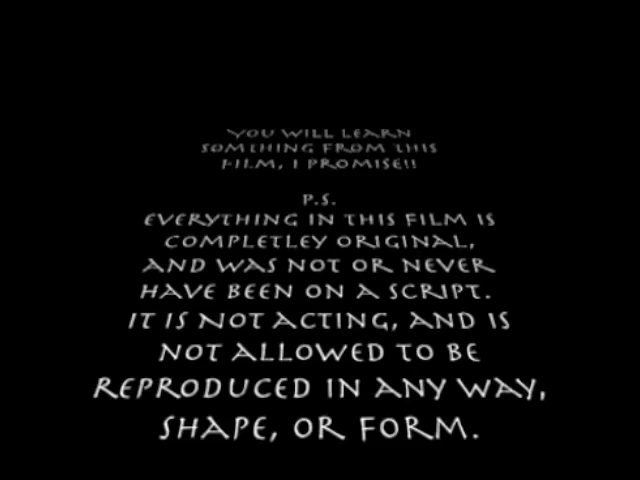 YOU WILL LEARN
SOMTHING FROM THIS
FILM, I PROMISE!!
P.S.
EVERYTHING IN THIS FILM IS
COMPLETLEY ORIGINAL,
AND WAS NOT OR NEVER
HAVE BEEN ON A SCRIPT.
IT IS NOT ACTING, AND IS
NOT ALLOWED TO BE
REPRODUCED IN ANY WAY,
SHAPE, OR FORM.